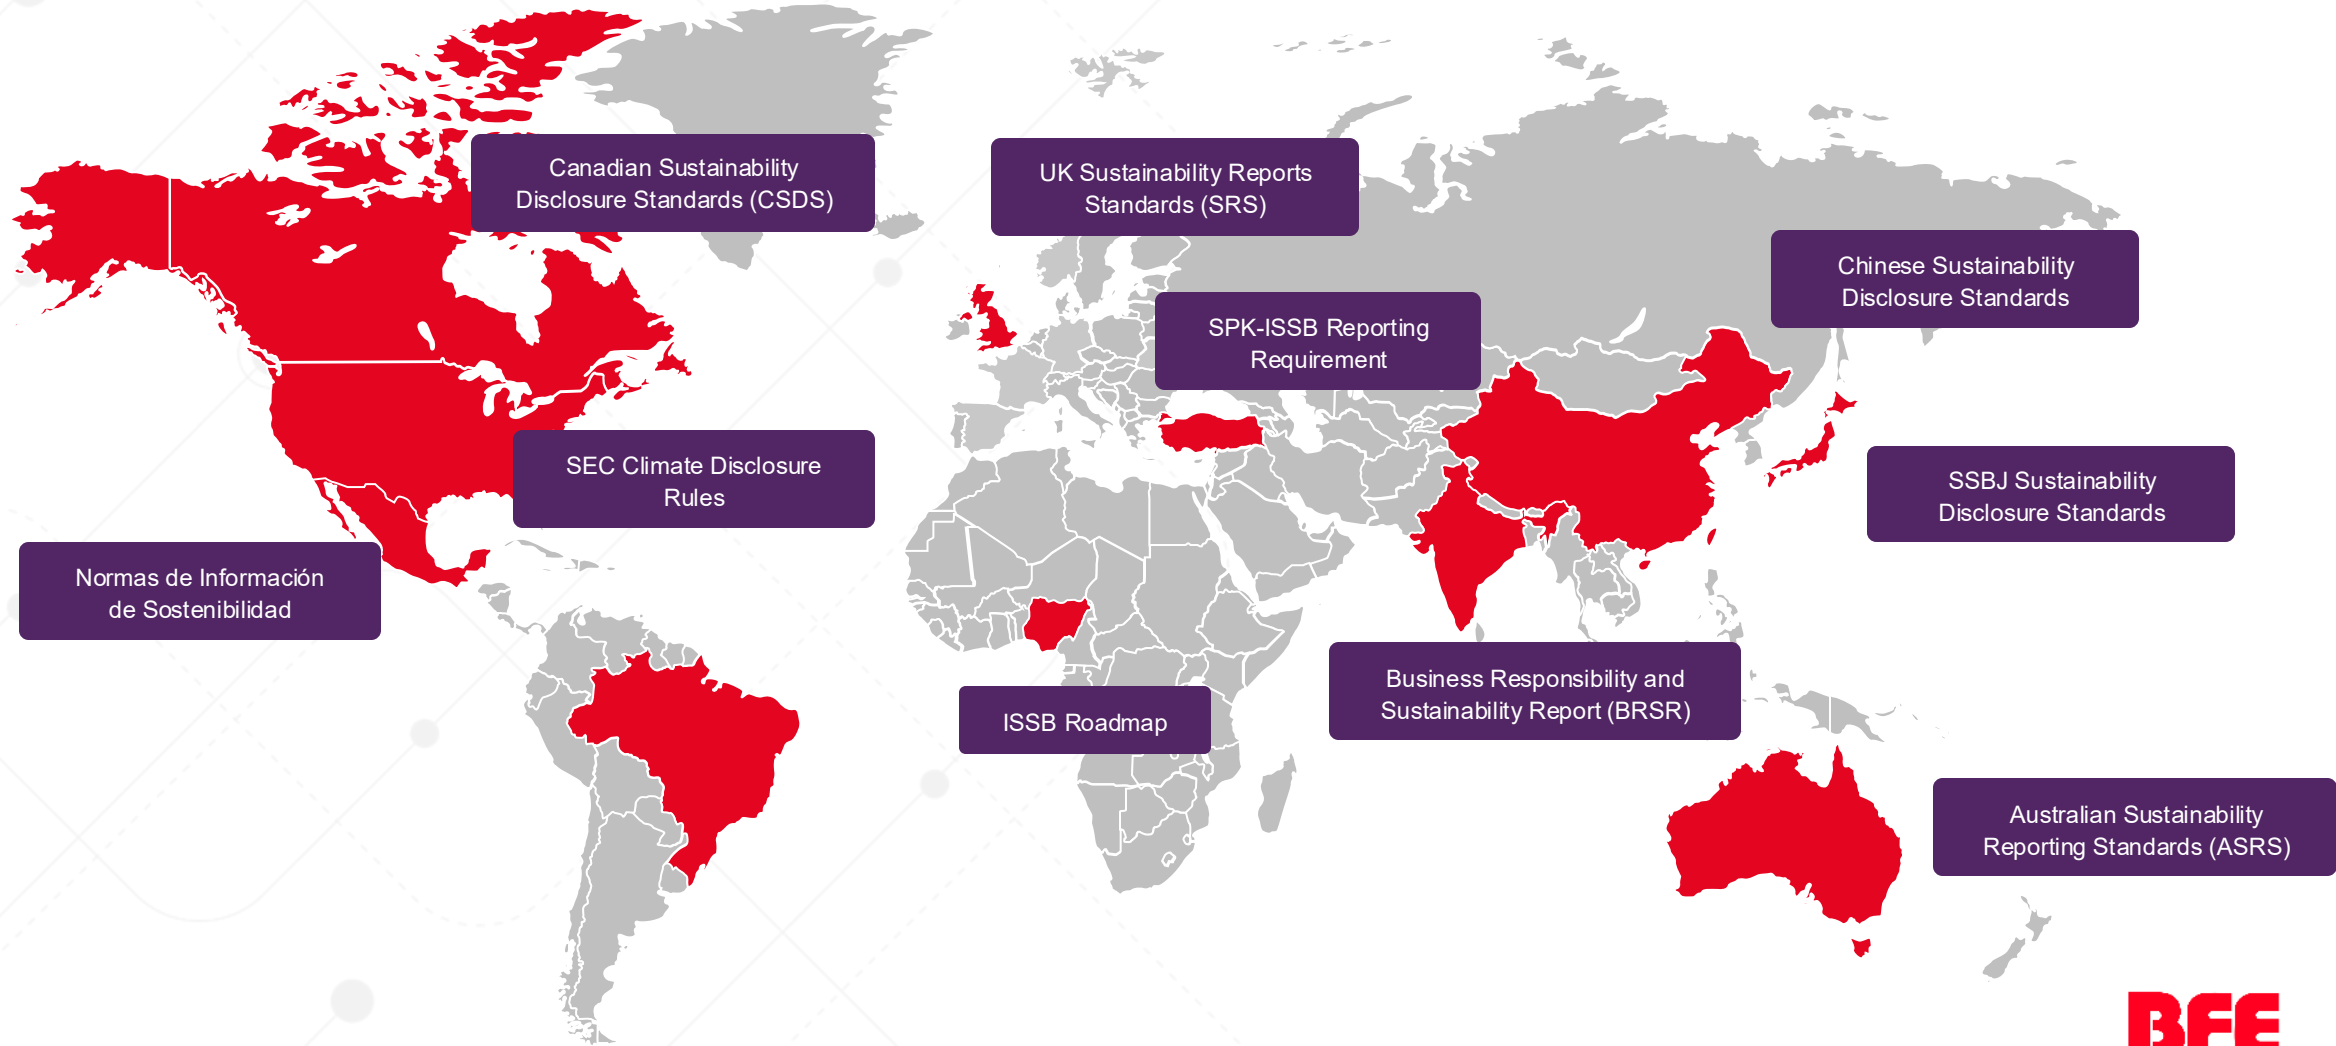 Canadian Sustainability
Disclosure Standards (CSDS)
UK Sustainability Reports
Standards (SRS)
Chinese Sustainability
Disclosure Standards
SPK-ISSB Reporting
Requirement
SEC Climate Disclosure
Rules
SSBJ Sustainability
Disclosure Standards
Normas de Información
de Sostenibilidad
Business Responsibility and
Sustainability Report (BRSR)
ISSB Roadmap
Australian Sustainability
Reporting Standards (ASRS)
BFE